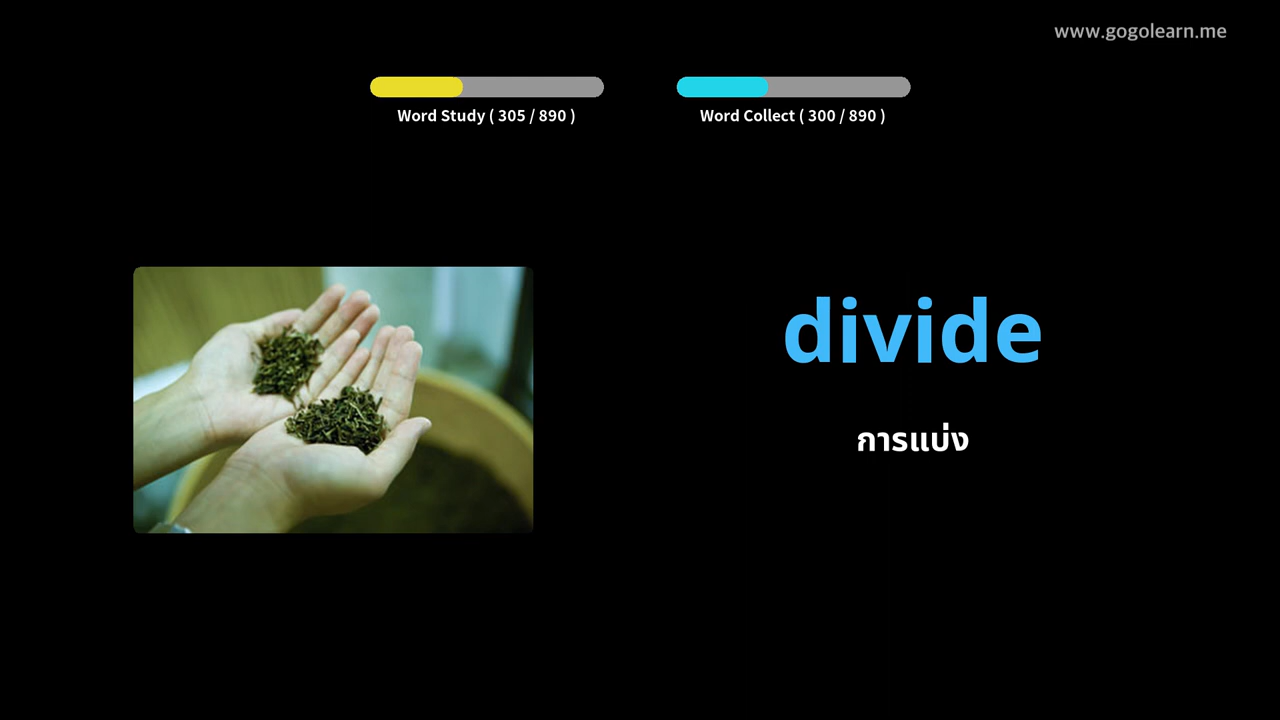 www.gogolearn.me
Word Study ( 305 / 890 )
Word Collect ( 300 / 890 )
divide
การแบ่ง